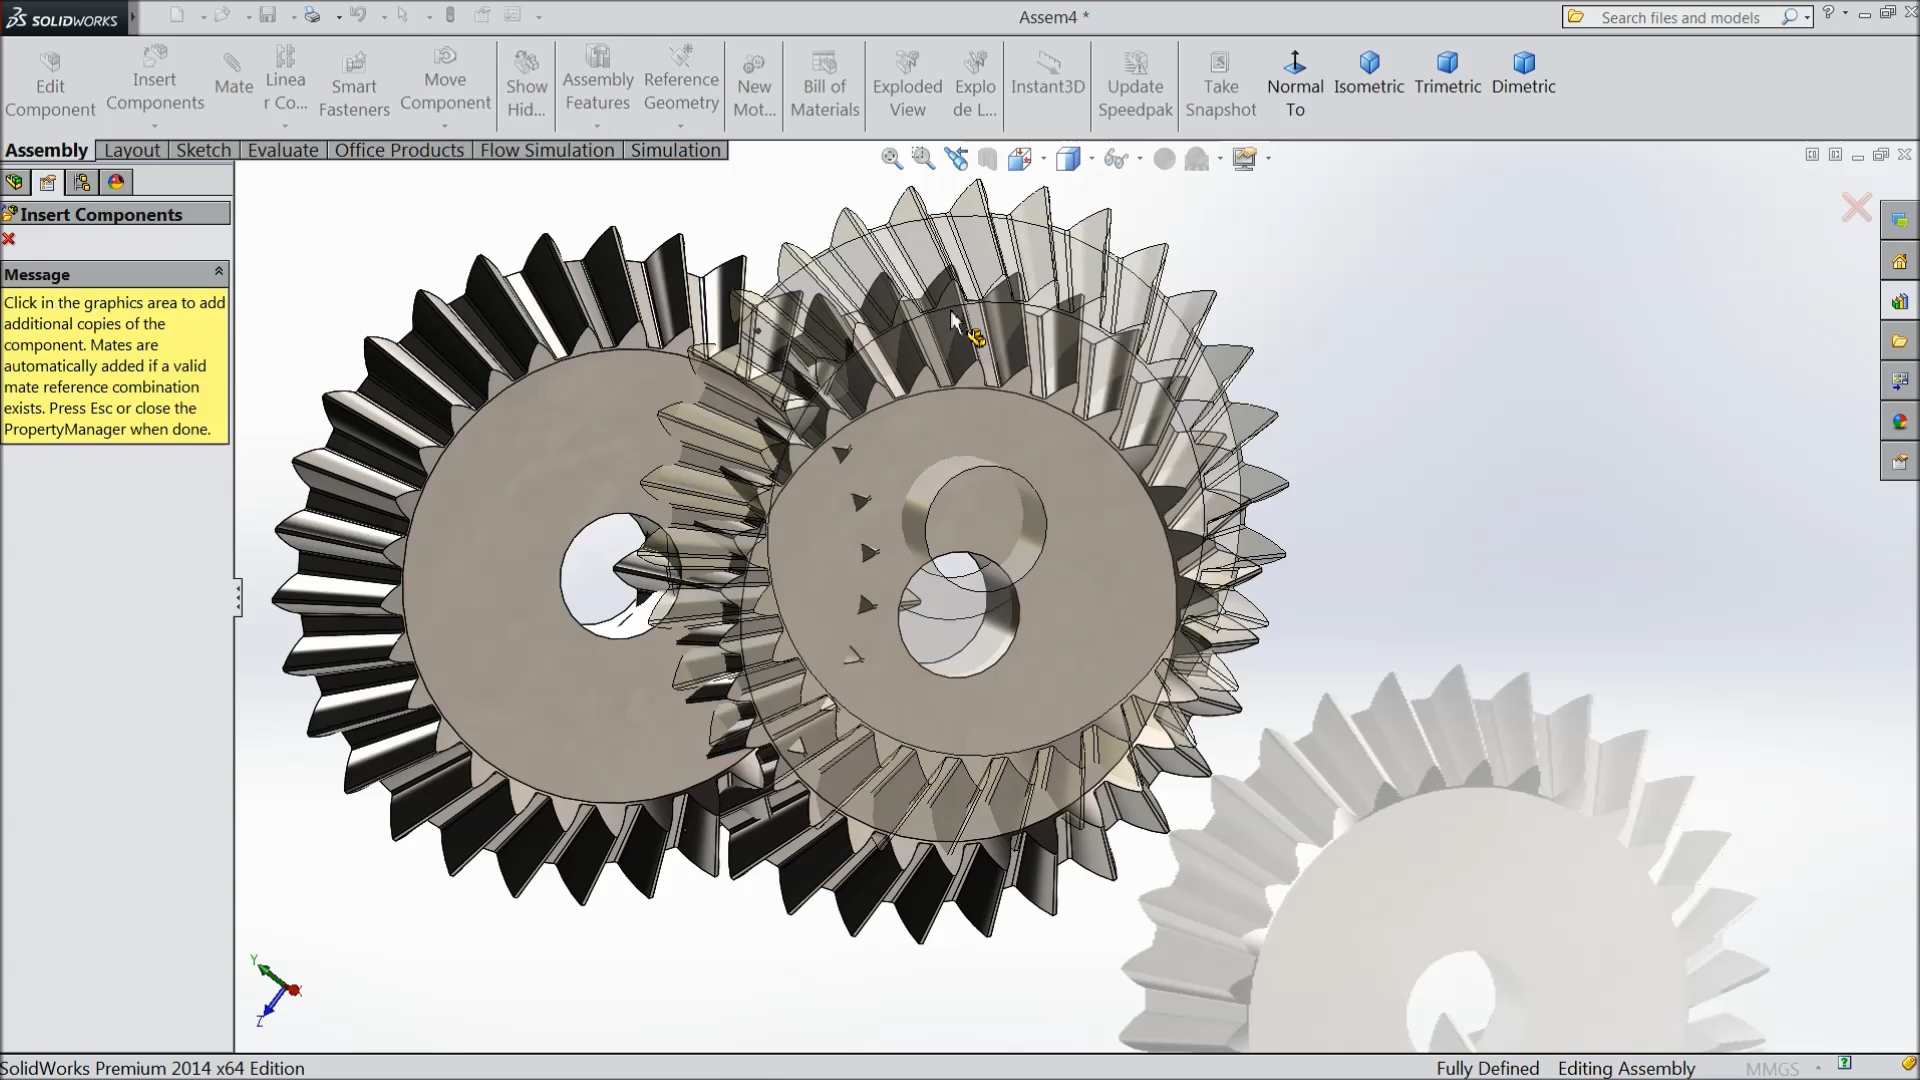 SOLIDWORKS
Assem4 *
Search files and models
?
Edit
Component
Insert
Components
Mate
Linea
r Co...
Smart
Fasteners
Move
Component
Show
Hid...
Assembly
Features
Reference
Geometry
New
Mot...
Bill of
Materials
Exploded
View
Explo
de L...
Instant3D
Update
Speedpak
Take
Snapshot
Normal
To
Isometric
Trimetric
Dimetric
Assembly
Layout
Sketch
Evaluate
Office Products
Flow Simulation
Simulation
Insert Components
Message
Click in the graphics area to add
additional copies of the
component. Mates are
automatically added if a valid
mate reference combination
exists. Press Esc or close the
PropertyManager when done.
Y
X
Z
SolidWorks Premium 2014 x64 Edition
Fully Defined
Editing Assembly
MMGS
?